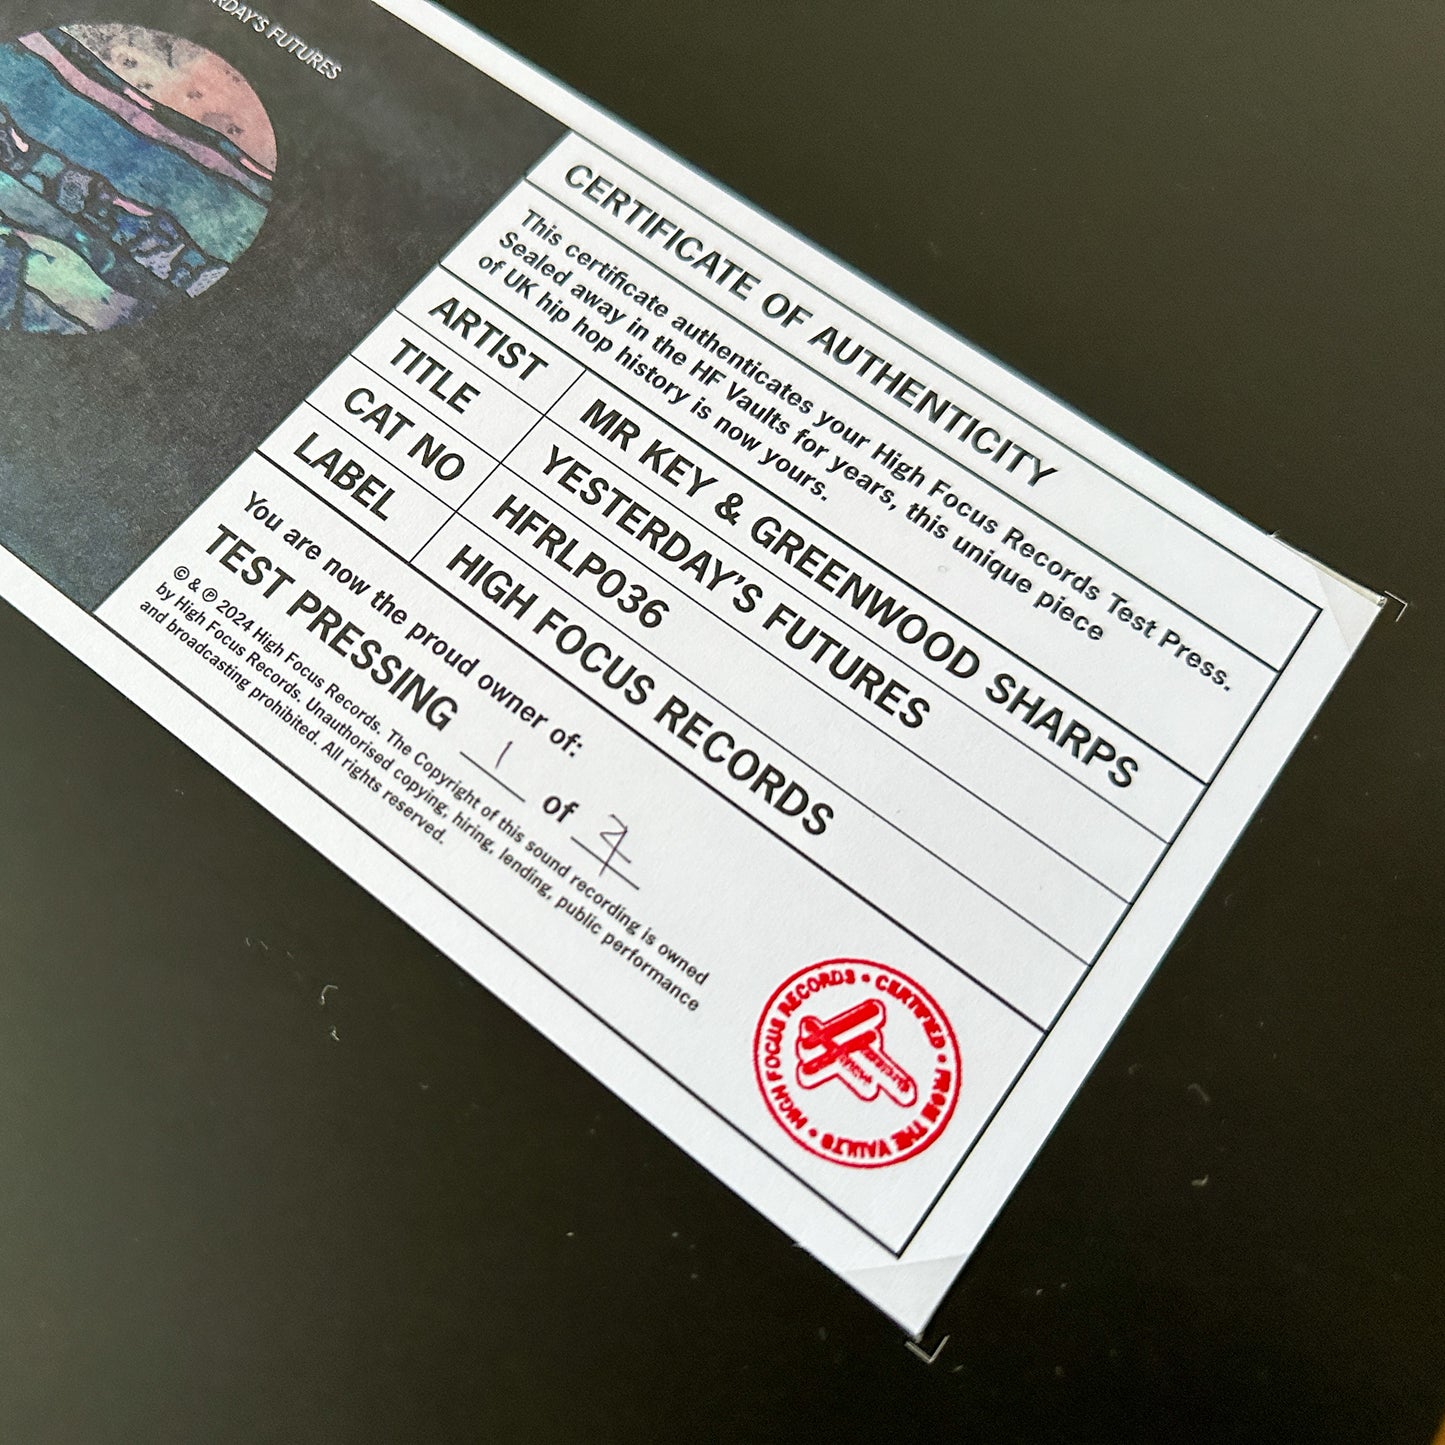 RDAY'S FUTURES
CERTIFICATE OF AUTHENTICITY
This certificate authenticates your High Focus Records Test Press.
Sealed away in the HF Vaults for years, this unique piece
of UK hip hop history is now yours.
ARTIST MR KEY & GREENWOOD SHARPS
TITLE YESTERDAY'S FUTURES
CAT NO HFRLP036
LABEL HIGH FOCUS RECORDS
You are now the proud owner of:
TEST PRESSING 1 of 7
© & ℗ 2024 High Focus Records. The Copyright of this sound recording is owned
by High Focus Records. Unauthorised copying, hiring, lending, public performance
and broadcasting prohibited. All rights reserved.
HIGH FOCUS RECORDS • CERTIFIED • FROM THE VAULTS •